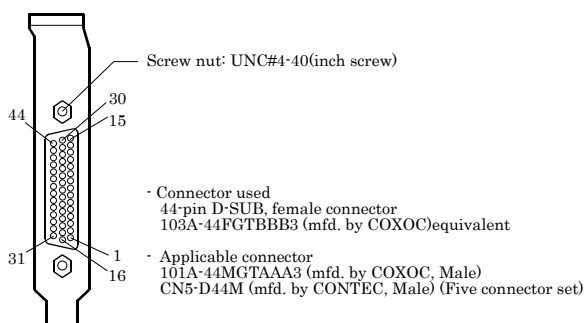 Screw nut: UNC#4-40(inch screw)
30
44
15
- Connector used
44-pin D-SUB, female connector
103A-44FGTBBB3 (mfd. by COXOC)equivalent
1
31
16
- Applicable connector
101A-44MGTAAA3 (mfd. by COXOC, Male)
CN5-D44M (mfd. by CONTEC, Male) (Five connector set)